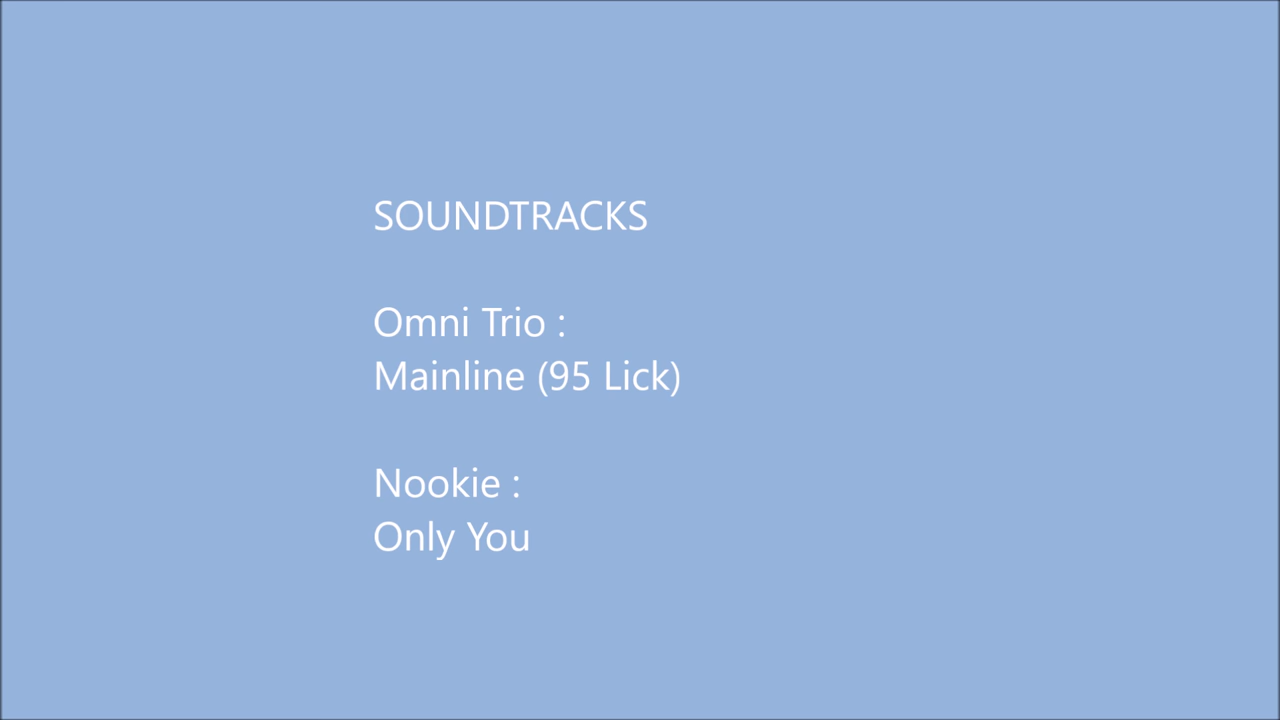 SOUNDTRACKS
Omni Trio :
Mainline (95 Lick)
Nookie :
Only You